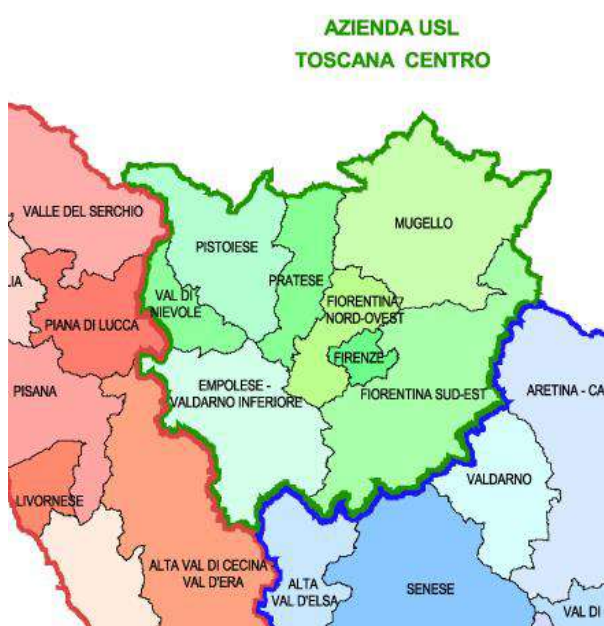 AZIENDA USL
TOSCANA CENTRO
VALLE DEL SERCHIO
MUGELLO
PISTOIESE
PRATESE
LIA
VAL DI
NIEVOLE
FIORENTINA
NORD-OVEST
PIANA DI LUCCA
FIRENZE
PISANA
EMPOLESE -
VALDARNO INFERIORE
FIORENTINA SUD-EST
ARETINA - CA
VALDARNO
LIVORNESE
ALTA VAL DI CECINA -
VAL D'ERA
ALTA
VAL D'ELSA
SENESE
VAL DI